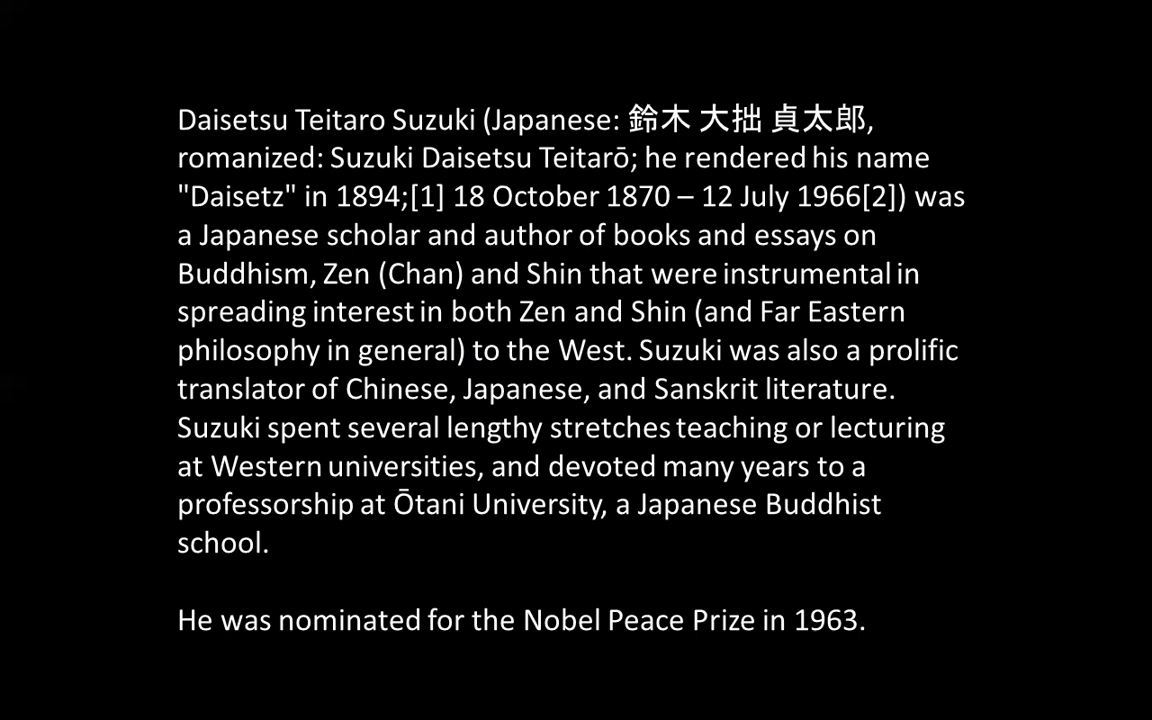 Daisetsu Teitaro Suzuki (Japanese: 鈴木 大拙 貞太郎,
romanized: Suzuki Daisetsu Teitarō; he rendered his name
"Daisetz" in 1894;[1] 18 October 1870 – 12 July 1966[2]) was
a Japanese scholar and author of books and essays on
Buddhism, Zen (Chan) and Shin that were instrumental in
spreading interest in both Zen and Shin (and Far Eastern
philosophy in general) to the West. Suzuki was also a prolific
translator of Chinese, Japanese, and Sanskrit literature.
Suzuki spent several lengthy stretches teaching or lecturing
at Western universities, and devoted many years to a
professorship at Ōtani University, a Japanese Buddhist
school.
He was nominated for the Nobel Peace Prize in 1963.